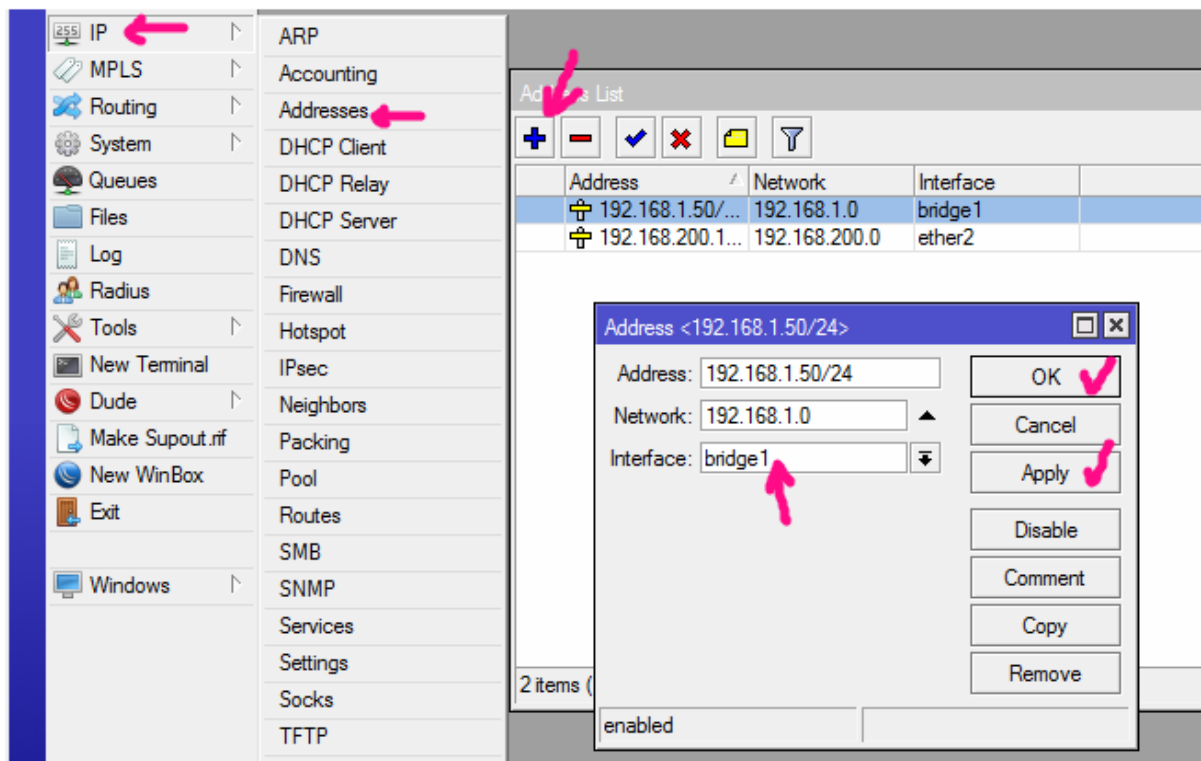 255 IP
MPLS
Routing
System
Queues
Files
Log
Radius
Tools
New Terminal
Dude
Make Supout.rif
New WinBox
Exit
Windows
ARP
Accounting
Addresses
DHCP Client
DHCP Relay
DHCP Server
DNS
Firewall
Hotspot
IPsec
Neighbors
Packing
Pool
Routes
SMB
SNMP
Services
Settings
Socks
TFTP
List
Address Network Interface
192.168.1.50/... 192.168.1.0 bridge1
192.168.200.1... 192.168.200.0 ether2
2 items (
Address <192.168.1.50/24>
Address: 192.168.1.50/24
Network: 192.168.1.0
Interface: bridge1
OK
Cancel
Apply
Disable
Comment
Copy
Remove
enabled